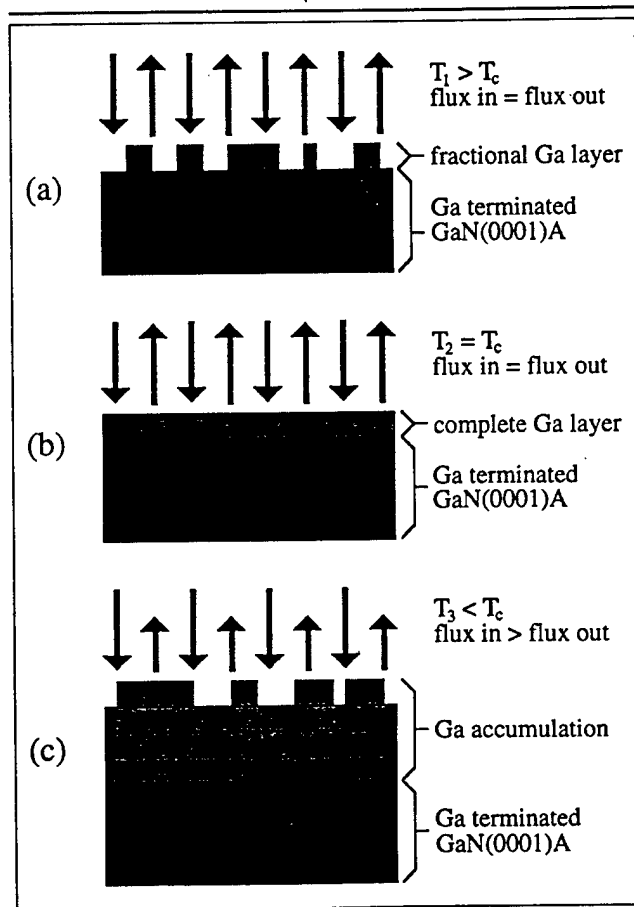 T₁ > T꜀
flux in = flux out
(a)
fractional Ga layer
Ga terminated
GaN(0001)A
T₂ = T꜀
flux in = flux out
(b)
complete Ga layer
Ga terminated
GaN(0001)A
T₃ < T꜀
flux in > flux out
(c)
Ga accumulation
Ga terminated
GaN(0001)A